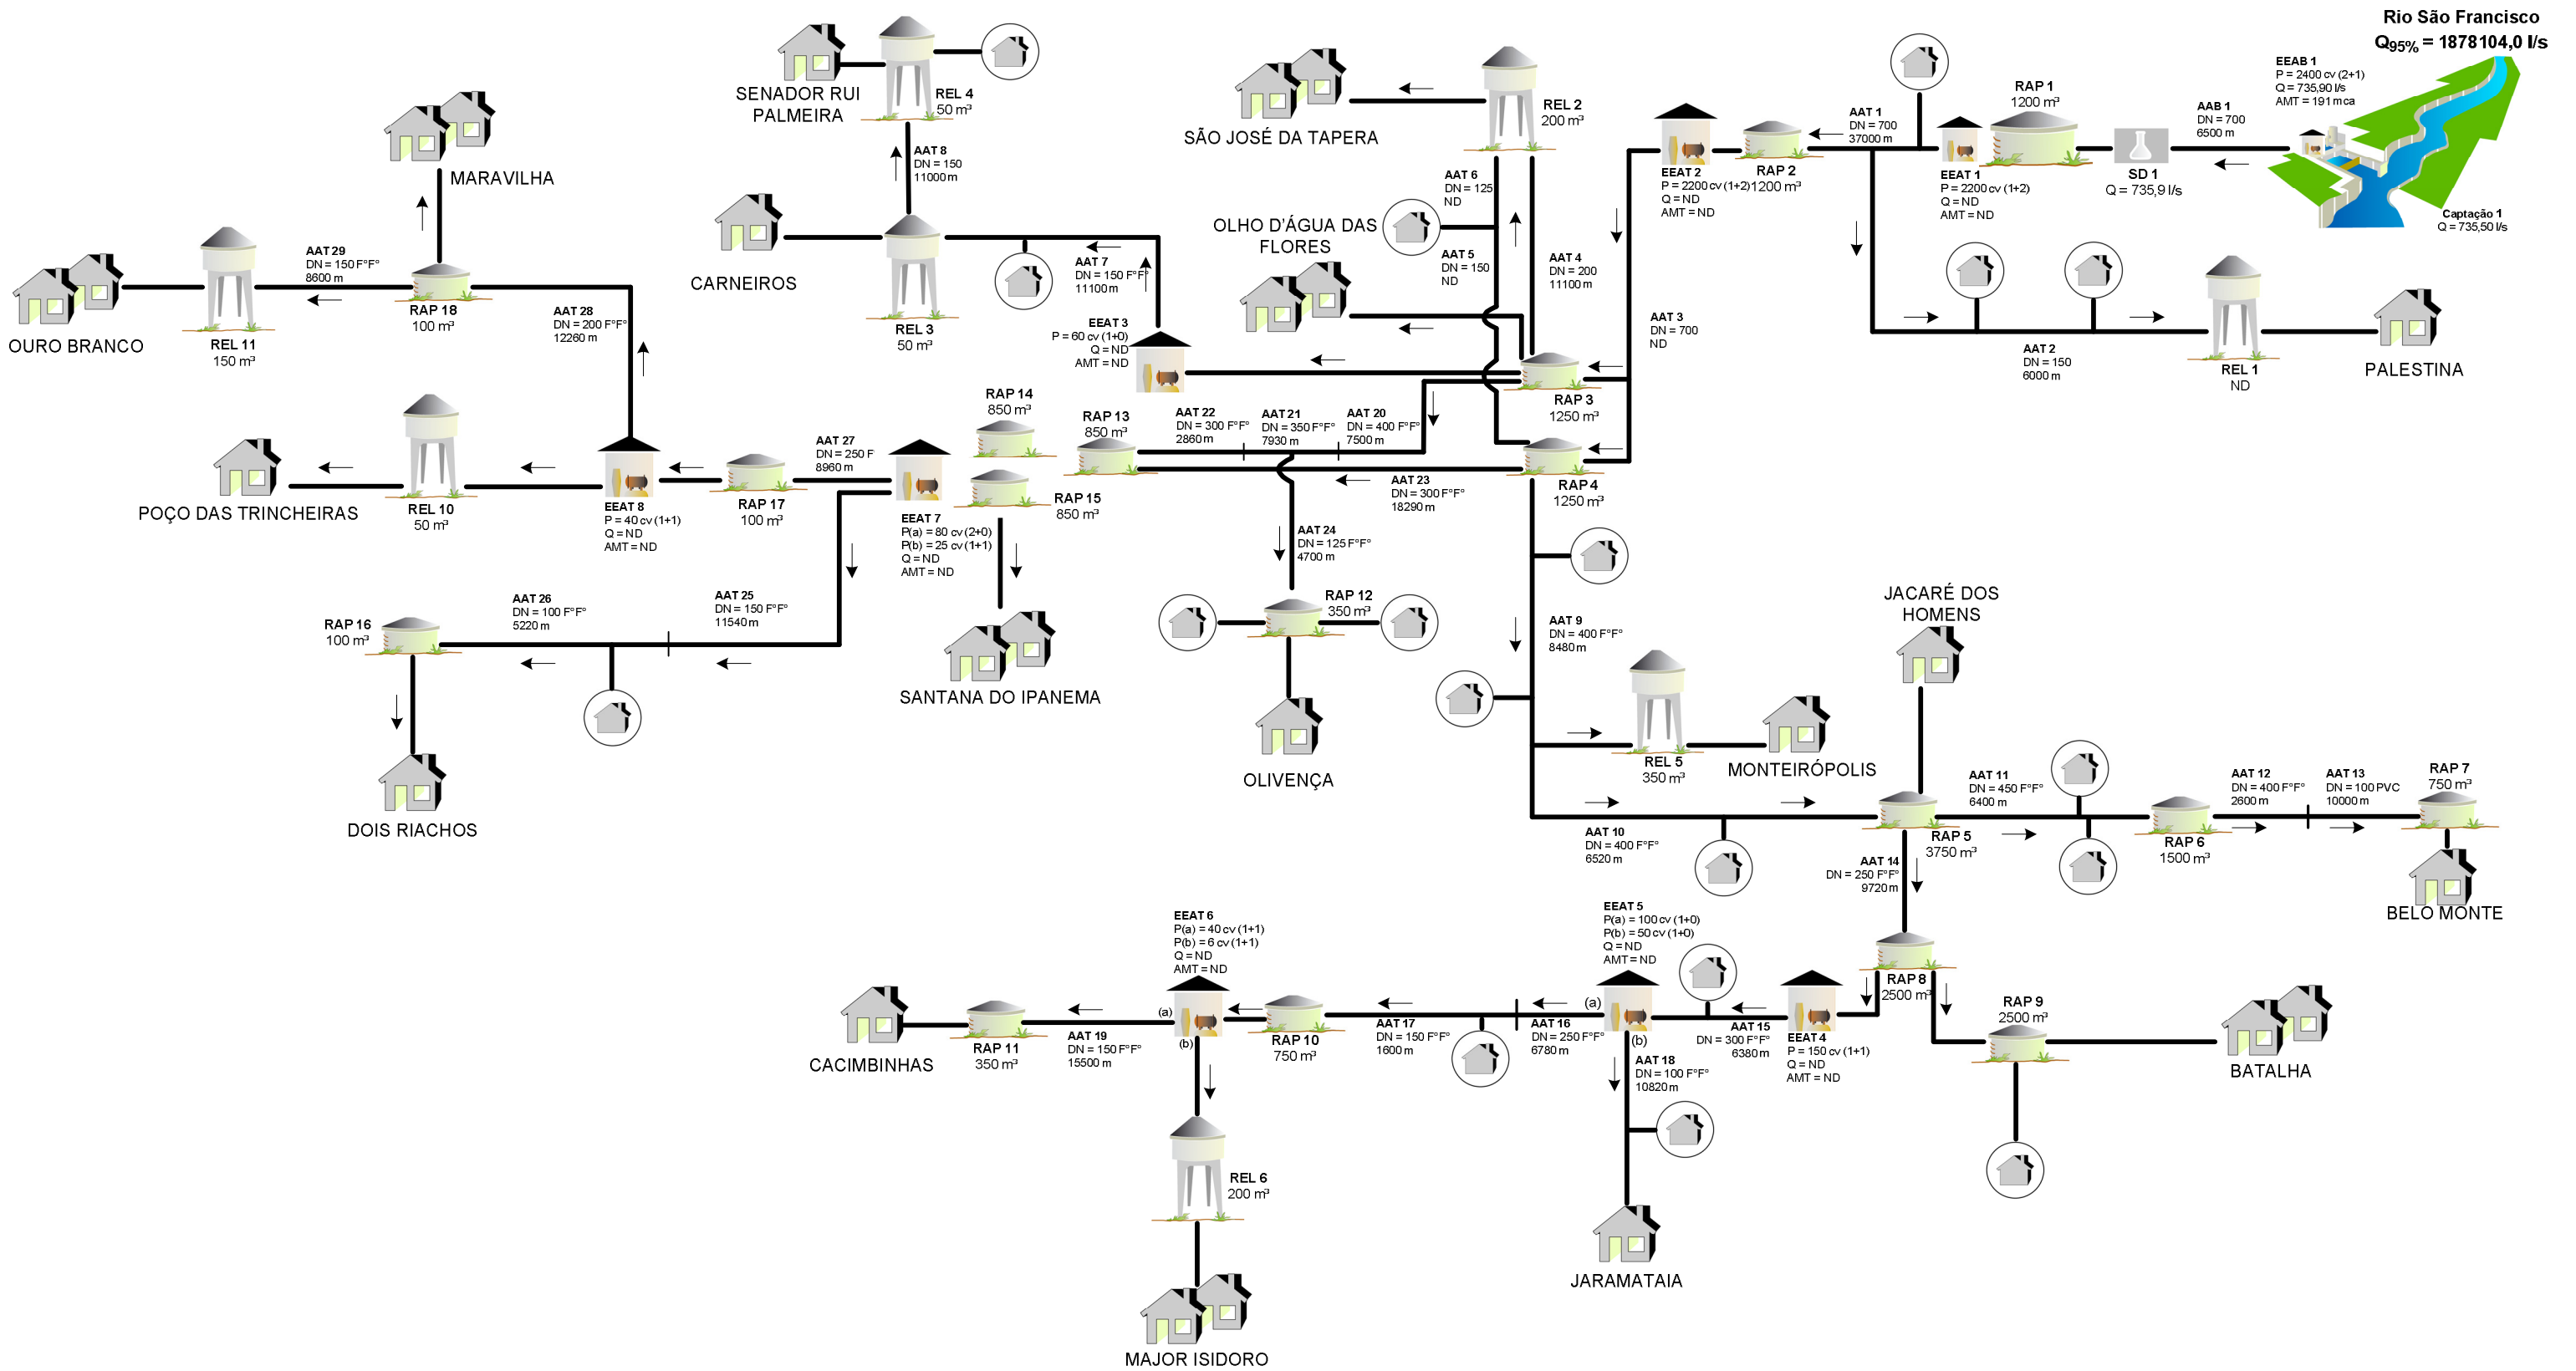 Rio São Francisco
Q95% = 1878104,0 l/s
EEAB 1
P = 2400 cv (2+1)
Q = 735,90 l/s
AMT = 191 mca
Captação 1
Q = 735,50 l/s
AAB 1
DN = 700
6500 m
SD 1
Q = 735,9 l/s
RAP 1
1200 m³
EEAT 1
P = 2200 cv (1+2)
Q = ND
AMT = ND
AAT 1
DN = 700
37000 m
RAP 2
1200 m³
EEAT 2
P = 2200 cv (1+2)
Q = ND
AMT = ND
AAT 2
DN = 150
6000 m
REL 1
ND
PALESTINA
AAT 3
DN = 700
ND
REL 2
200 m³
SÃO JOSÉ DA TAPERA
AAT 6
DN = 125
ND
AAT 5
DN = 150
ND
AAT 4
DN = 200
11100 m
OLHO D'ÁGUA DAS
FLORES
RAP 3
1250 m³
RAP 4
1250 m³
SENADOR RUI
PALMEIRA
REL 4
50 m³
AAT 8
DN = 150
11000 m
CARNEIROS
REL 3
50 m³
AAT 7
DN = 150 F°F°
11100 m
EEAT 3
P = 60 cv (1+0)
Q = ND
AMT = ND
MARAVILHA
AAT 29
DN = 150 F°F°
8600 m
RAP 18
100 m³
OURO BRANCO
REL 11
150 m³
AAT 28
DN = 200 F°F°
12260 m
POÇO DAS TRINCHEIRAS
REL 10
50 m³
EEAT 8
P = 40 cv (1+1)
Q = ND
AMT = ND
RAP 17
100 m³
AAT 27
DN = 250 F
8960 m
EEAT 7
P(a) = 80 cv (2+0)
P(b) = 25 cv (1+1)
Q = ND
AMT = ND
RAP 14
850 m³
RAP 13
850 m³
RAP 15
850 m³
AAT 22
DN = 300 F°F°
2860 m
AAT 21
DN = 350 F°F°
7930 m
AAT 20
DN = 400 F°F°
7500 m
AAT 23
DN = 300 F°F°
18290 m
AAT 24
DN = 125 F°F°
4700 m
RAP 12
350 m³
OLIVENÇA
AAT 26
DN = 100 F°F°
5220 m
AAT 25
DN = 150 F°F°
11540 m
RAP 16
100 m³
DOIS RIACHOS
SANTANA DO IPANEMA
AAT 9
DN = 400 F°F°
8480 m
REL 5
350 m³
MONTEIRÓPOLIS
JACARÉ DOS
HOMENS
AAT 10
DN = 400 F°F°
6520 m
RAP 5
3750 m³
AAT 11
DN = 450 F°F°
6400 m
RAP 6
1500 m³
AAT 12
DN = 400 F°F°
2600 m
AAT 13
DN = 100 PVC
10000 m
RAP 7
750 m³
BELO MONTE
AAT 14
DN = 250 F°F°
9720 m
RAP 8
2500 m³
RAP 9
2500 m³
BATALHA
EEAT 4
P = 150 cv (1+1)
Q = ND
AMT = ND
AAT 15
DN = 300 F°F°
6380 m
EEAT 5
P(a) = 100 cv (1+0)
P(b) = 50 cv (1+0)
Q = ND
AMT = ND
(a)
(b)
AAT 16
DN = 250 F°F°
6780 m
AAT 17
DN = 150 F°F°
1600 m
AAT 18
DN = 100 F°F°
10820 m
JARAMATAIA
RAP 10
750 m³
EEAT 6
P(a) = 40 cv (1+1)
P(b) = 6 cv (1+1)
Q = ND
AMT = ND
(a)
(b)
AAT 19
DN = 150 F°F°
15500 m
RAP 11
350 m³
CACIMBINHAS
REL 6
200 m³
MAJOR ISIDORO